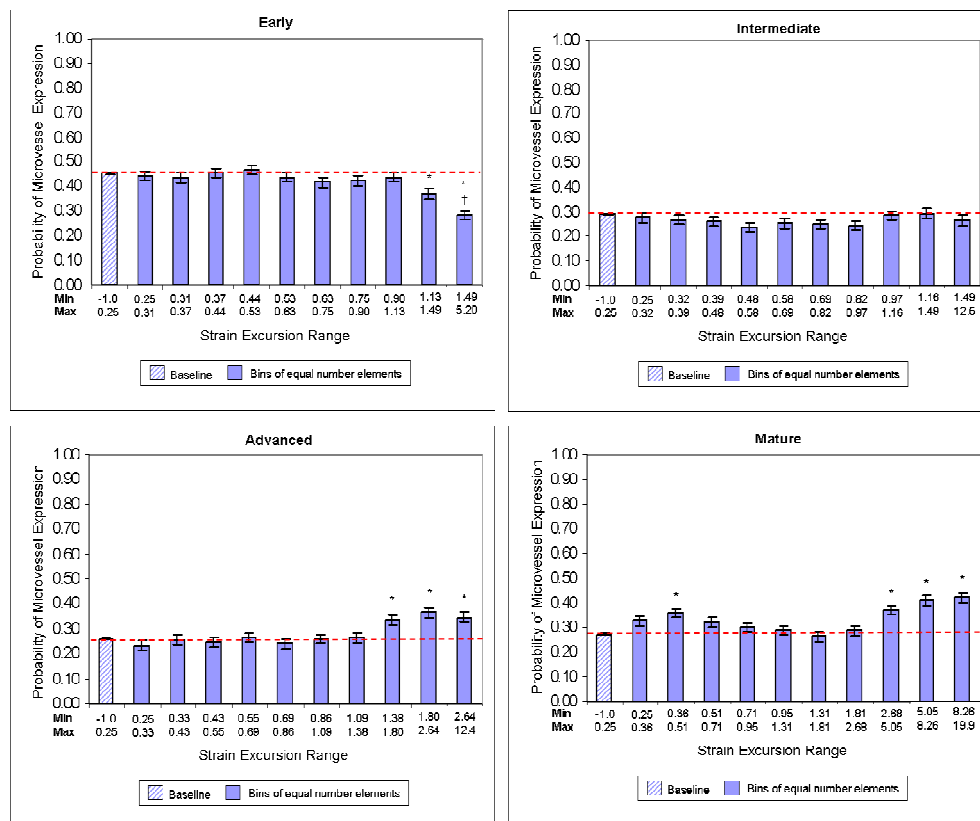 Early
Probability of Microvesse Expression
1.00
0.90
0.80
0.70
0.60
0.50
0.40
0.30
0.20
0.10
0.00
*
*
†
Min -1.0 0.25 0.31 0.37 0.44 0.53 0.63 0.75 0.90 1.13 1.49
Max 0.25 0.31 0.37 0.44 0.53 0.63 0.75 0.90 1.13 1.49 5.20
Strain Excursion Range
Baseline Bins of equal number elements
Intermediate
Probability of Microvessel Expression
1.00
0.90
0.80
0.70
0.60
0.50
0.40
0.30
0.20
0.10
0.00
Min -1.0 0.25 0.32 0.39 0.48 0.58 0.69 0.82 0.97 1.16 1.49
Max 0.25 0.32 0.39 0.48 0.58 0.69 0.82 0.97 1.16 1.49 12.6
Strain Excursion Range
Baseline Bins of equal number elements
Advanced
Probability of Microvessel Expression
1.00
0.90
0.80
0.70
0.60
0.50
0.40
0.30
0.20
0.10
0.00
* * *
Min -1.0 0.25 0.33 0.43 0.55 0.69 0.86 1.09 1.38 1.80 2.64
Max 0.25 0.33 0.43 0.55 0.69 0.86 1.09 1.38 1.80 2.64 12.4
Strain Excursion Range
Baseline Bins of equal number elements
Mature
Probability of Microvessel Expression
1.00
0.90
0.80
0.70
0.60
0.50
0.40
0.30
0.20
0.10
0.00
* * * *
Min -1.0 0.25 0.36 0.51 0.71 0.95 1.31 1.81 2.68 5.05 8.26
Max 0.25 0.36 0.51 0.71 0.95 1.31 1.81 2.68 5.05 8.26 19.9
Strain Excursion Range
Baseline Bins of equal number elements